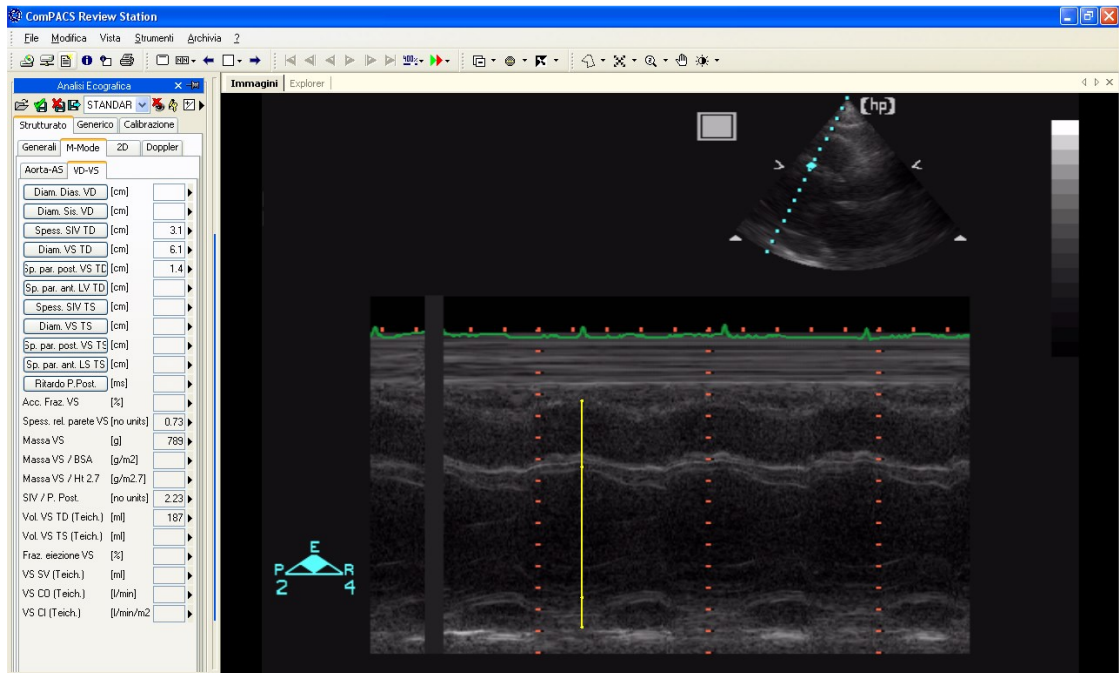 ComPACS Review Station
File Modifica Vista Strumenti Archivia ?
100%
Analisi Ecografica
STANDAR
Strutturato Generico Calibrazione
Generali M-Mode 2D Doppler
Aorta-AS VD-VS
Diam. Dias. VD [cm]
Diam. Sis. VD [cm]
Spess. SIV TD [cm] 3.1
Diam. VS TD [cm] 6.1
Sp. par. post. VS TD [cm] 1.4
Sp. par. ant. LV TD [cm]
Spess. SIV TS [cm]
Diam. VS TS [cm]
Sp. par. post. VS TS [cm]
Sp. par. ant. LS TS [cm]
Ritardo P.Post. [ms]
Acc. Fraz. VS [%]
Spess. rel. parete VS [no units] 0.73
Massa VS [g] 789
Massa VS / BSA [g/m2]
Massa VS / Ht 2.7 [g/m2.7]
SIV / P. Post. [no units] 2.23
Vol. VS TD (Teich.) [ml] 187
Vol. VS TS (Teich.) [ml]
Fraz. eiezione VS [%]
VS SV (Teich.) [ml]
VS CO (Teich.) [l/min]
VS CI (Teich.) [l/min/m2
Immagini Explorer
[hp]
E
P R
2 4